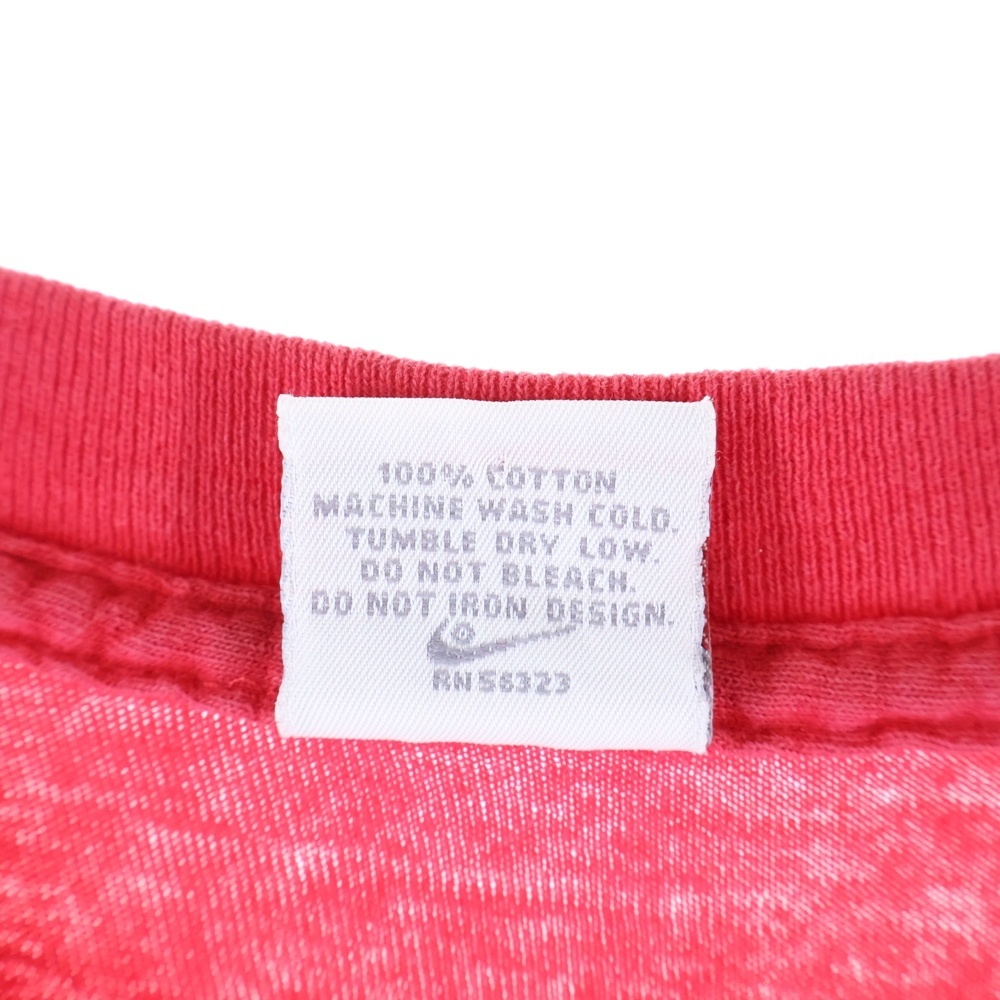 100% COTTON
MACHINE WASH COLD.
TUMBLE DRY LOW.
DO NOT BLEACH.
DO NOT IRON DESIGN.
RN56323